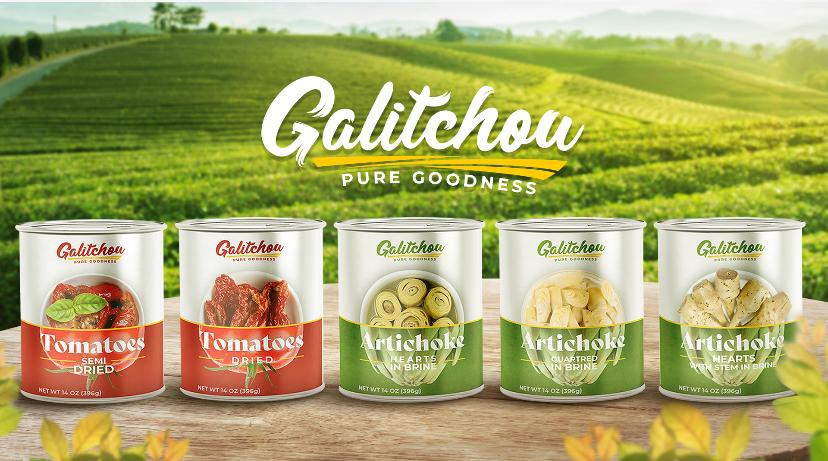 Galitchou
PURE GOODNESS
Galitchou
PURE GOODNESS
Tomatoes
SEMI
DRIED
NET WT 14 OZ (396g)
Galitchou
PURE GOODNESS
Tomatoes
DRIED
NET WT 14 OZ (396g)
Galitchou
PURE GOODNESS
Artichoke
HEARTS
IN BRINE
NET WT 14 OZ (396g)
Galitchou
PURE GOODNESS
Artichoke
QUARTRED
IN BRINE
NET WT 14 OZ (396g)
Galitchou
PURE GOODNESS
Artichoke
HEARTS
WITH STEM IN BRINE
NET WT 14 OZ (396g)